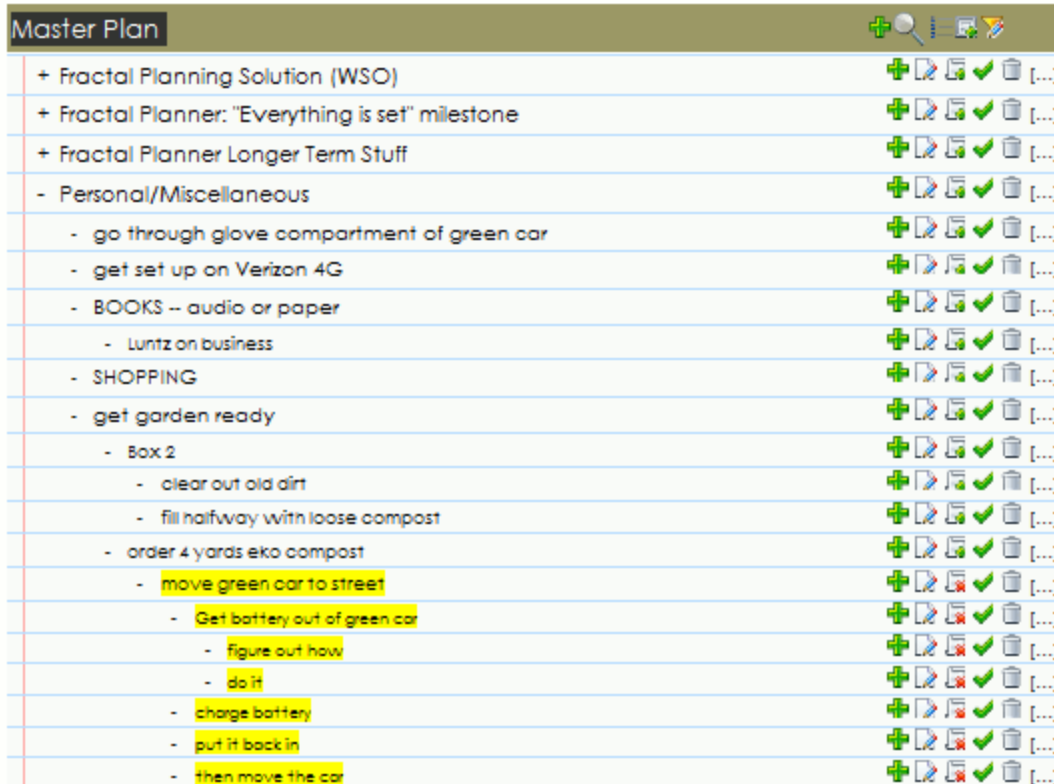 Master Plan
+ Fractal Planning Solution (WSO) [...]
+ Fractal Planner: "Everything is set" milestone [...]
+ Fractal Planner Longer Term Stuff [...]
- Personal/Miscellaneous [...]
- go through glove compartment of green car [...]
- get set up on Verizon 4G [...]
- BOOKS -- audio or paper [...]
- Luntz on business [...]
- SHOPPING [...]
- get garden ready [...]
- Box 2 [...]
- clear out old dirt [...]
- fill halfway with loose compost [...]
- order 4 yards eko compost [...]
- move green car to street [...]
- Get battery out of green car [...]
- figure out how [...]
- do it [...]
- charge battery [...]
- put it back in [...]
- then move the car [...]